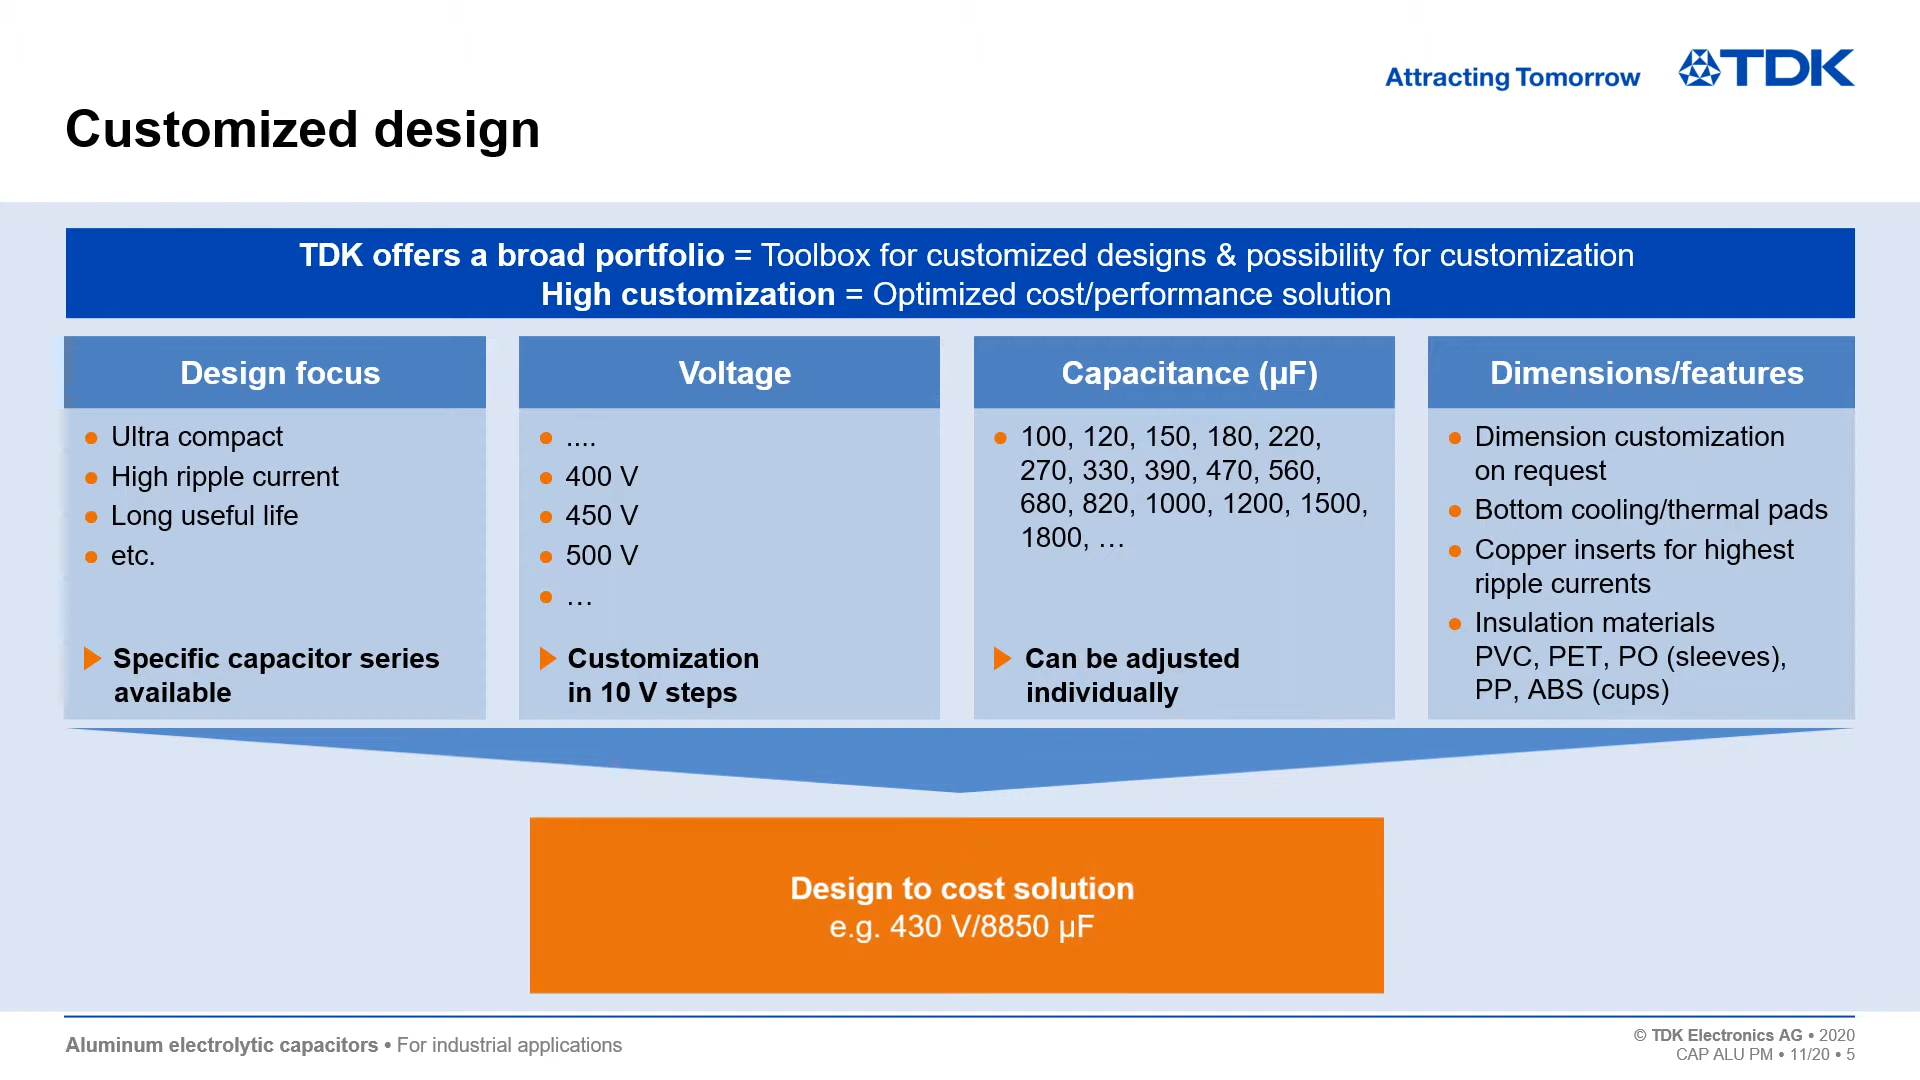 Attracting Tomorrow
TDK
Customized design
TDK offers a broad portfolio = Toolbox for customized designs & possibility for customization
High customization = Optimized cost/performance solution
Design focus
Ultra compact
High ripple current
Long useful life
etc.
Specific capacitor series
available
Voltage
....
400 V
450 V
500 V
…
Customization
in 10 V steps
Capacitance (µF)
100, 120, 150, 180, 220,
270, 330, 390, 470, 560,
680, 820, 1000, 1200, 1500,
1800, …
Can be adjusted
individually
Dimensions/features
Dimension customization
on request
Bottom cooling/thermal pads
Copper inserts for highest
ripple currents
Insulation materials
PVC, PET, PO (sleeves),
PP, ABS (cups)
Design to cost solution
e.g. 430 V/8850 µF
Aluminum electrolytic capacitors • For industrial applications
© TDK Electronics AG • 2020
CAP ALU PM • 11/20 • 5